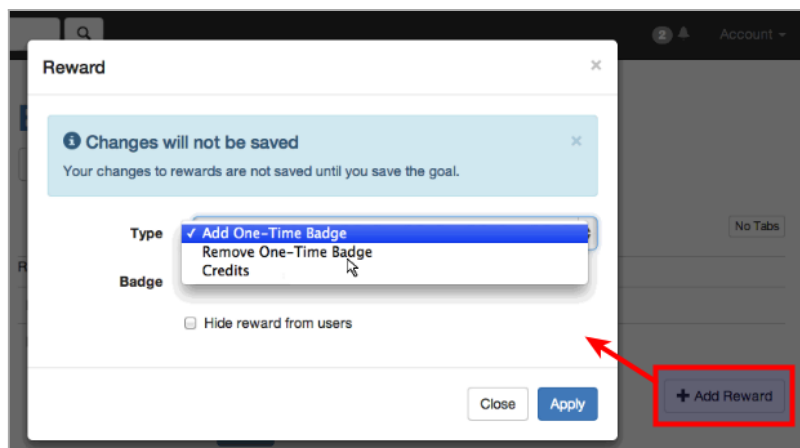 2
Account
Reward
×
Changes will not be saved
×
Your changes to rewards are not saved until you save the goal.
No Tabs
Type
✓ Add One-Time Badge
Remove One-Time Badge
Credits
Badge
Hide reward from users
+ Add Reward
Close
Apply